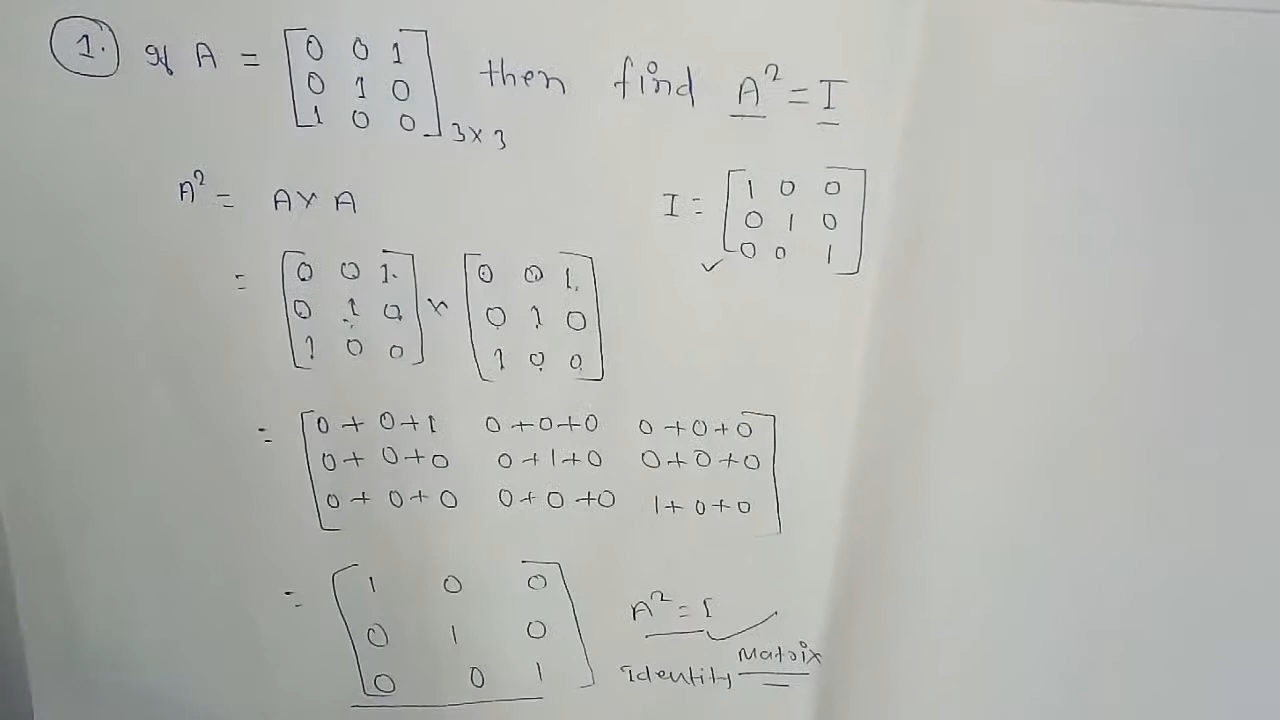 1. If A = [0 0 1
0 1 0
1 0 0] 3×3 then find A² = I
A² = A × A
I = [1 0 0
0 1 0
0 0 1] ✓
= [0 0 1.
0 1 0
1 0 0] × [0 0 1.
0 1 0
1 0 0]
= [0+0+1 0+0+0 0+0+0
0+0+0 0+1+0 0+0+0
0+0+0 0+0+0 1+0+0]
= [1 0 0
0 1 0
0 0 1]
A² = I ✓
Identity Matrix